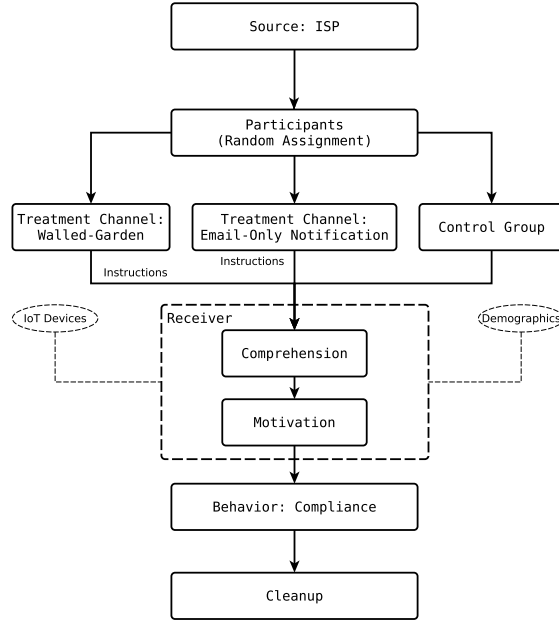 Source: ISP
Participants
(Random Assignment)
Treatment Channel:
Walled-Garden
Treatment Channel:
Email-Only Notification
Control Group
Instructions
Instructions
IoT Devices
Receiver
Demographics
Comprehension
Motivation
Behavior: Compliance
Cleanup